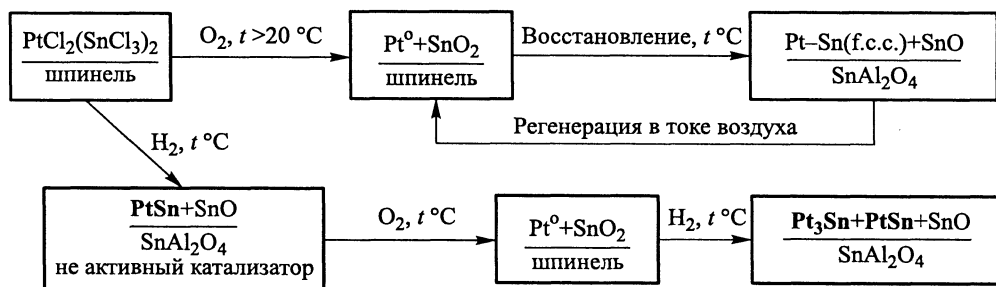 PtCl₂(SnCl₃)₂
шпинель
O₂, t >20 °C
Pt°+SnO₂
шпинель
Восстановление, t °C
Pt–Sn(f.c.c.)+SnO
SnAl₂O₄
Регенерация в токе воздуха
H₂, t °C
PtSn+SnO
SnAl₂O₄
не активный катализатор
O₂, t °C
Pt°+SnO₂
шпинель
H₂, t °C
Pt₃Sn+PtSn+SnO
SnAl₂O₄